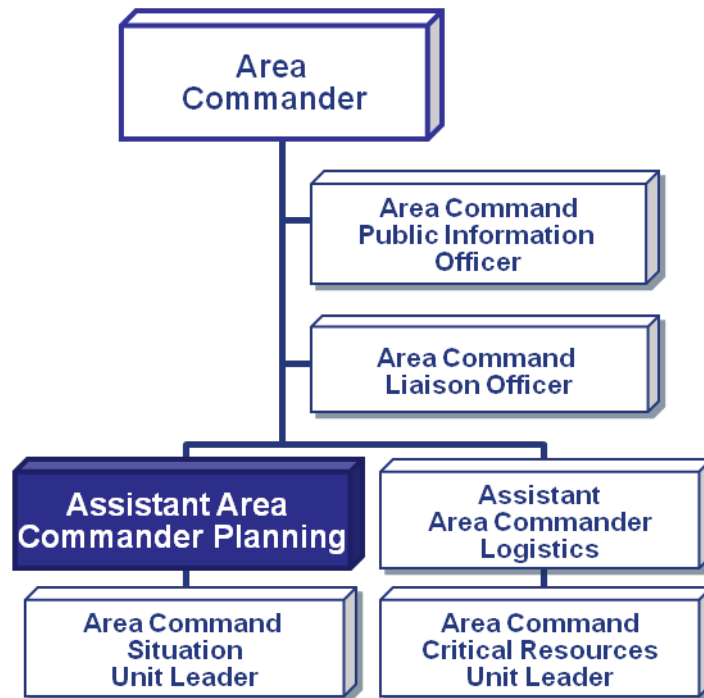 Area
Commander
Area Command
Public Information
Officer
Area Command
Liaison Officer
Assistant Area
Commander Planning
Assistant
Area Commander
Logistics
Area Command
Situation
Unit Leader
Area Command
Critical Resources
Unit Leader